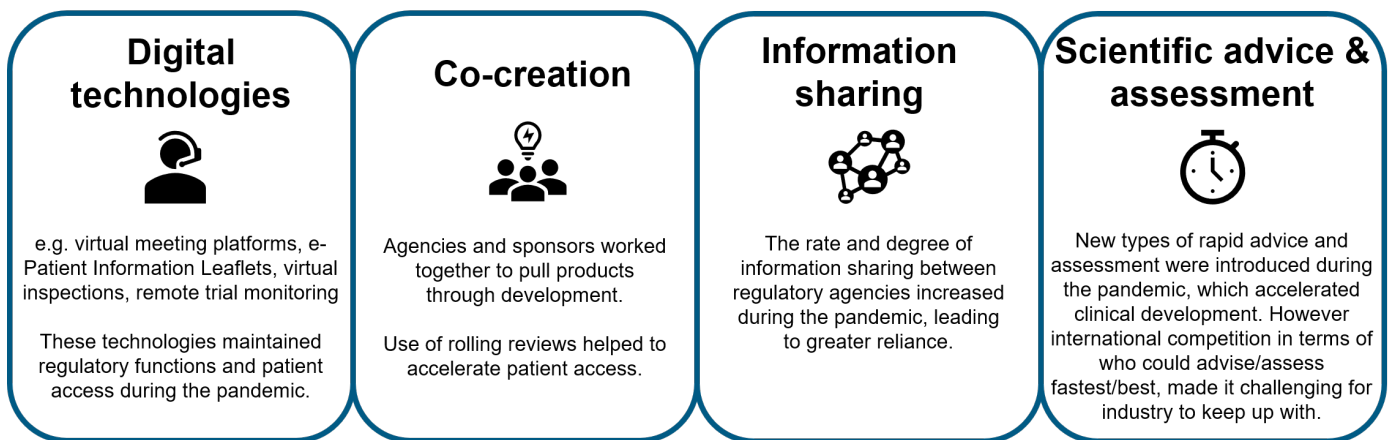 Digital
technologies
e.g. virtual meeting platforms, e-
Patient Information Leaflets, virtual
inspections, remote trial monitoring
These technologies maintained
regulatory functions and patient
access during the pandemic.
Co-creation
Agencies and sponsors worked
together to pull products
through development.
Use of rolling reviews helped to
accelerate patient access.
Information
sharing
The rate and degree of
information sharing between
regulatory agencies increased
during the pandemic, leading
to greater reliance.
Scientific advice &
assessment
New types of rapid advice and
assessment were introduced during
the pandemic, which accelerated
clinical development. However
international competition in terms of
who could advise/assess
fastest/best, made it challenging for
industry to keep up with.